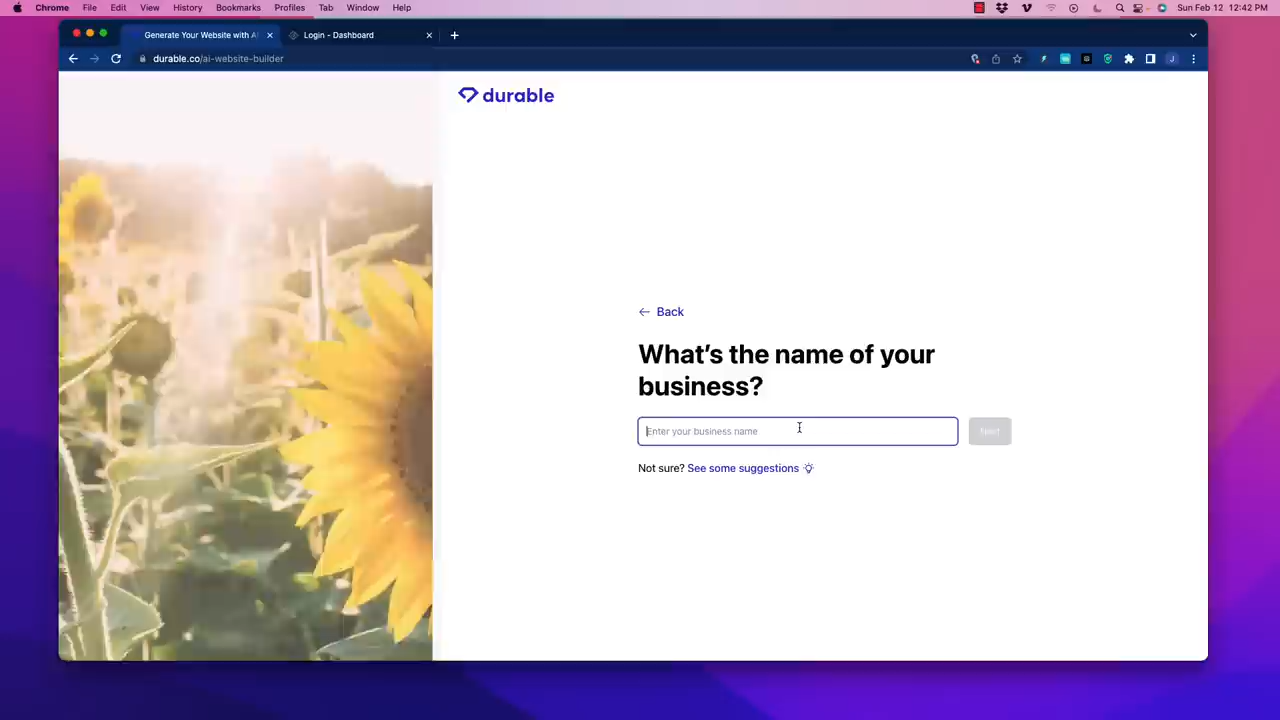 Chrome File Edit View History Bookmarks Profiles Tab Window Help Sun Feb 12 12:42 PM
Generate Your Website with A Login - Dashboard
durable.co/ai-website-builder J
durable
Back
What's the name of your
business?
Enter your business name Next
Not sure? See some suggestions